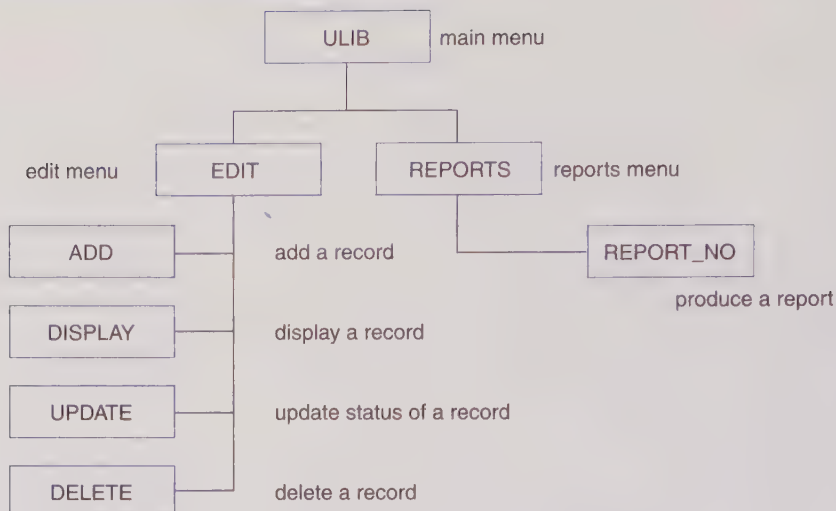 ULIB main menu
edit menu EDIT REPORTS reports menu
ADD add a record REPORT_NO
produce a report
DISPLAY display a record
UPDATE update status of a record
DELETE delete a record